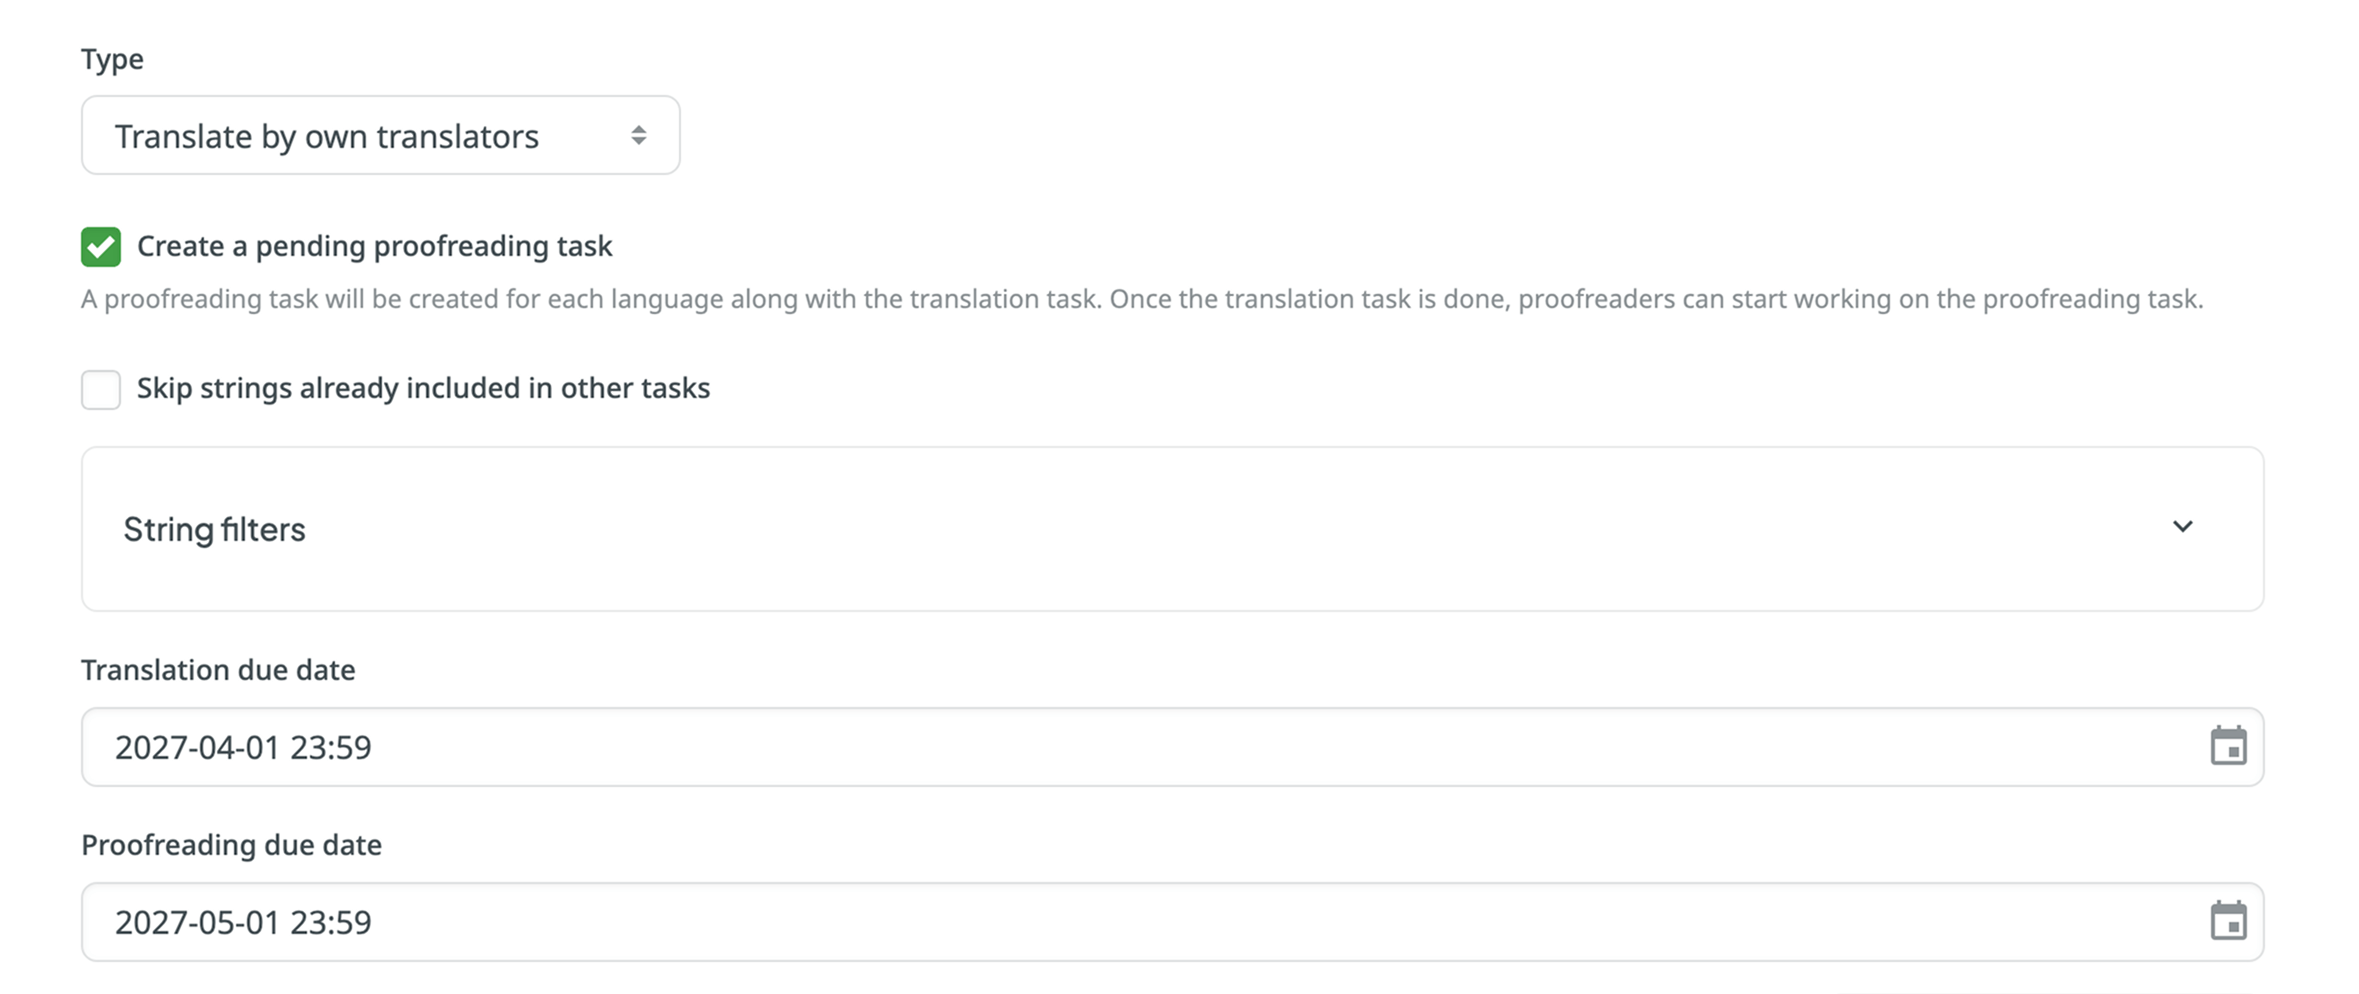 Type
Translate by own translators
Create a pending proofreading task
A proofreading task will be created for each language along with the translation task. Once the translation task is done, proofreaders can start working on the proofreading task.
Skip strings already included in other tasks
String filters
Translation due date
2027-04-01 23:59
Proofreading due date
2027-05-01 23:59